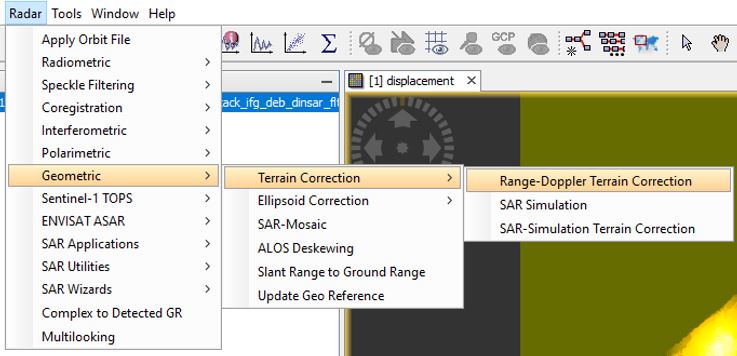 Radar Tools Window Help
Apply Orbit File
Radiometric
Speckle Filtering
Coregistration
Interferometric
Polarimetric
Geometric
Sentinel-1 TOPS
ENVISAT ASAR
SAR Applications
SAR Utilities
SAR Wizards
Complex to Detected GR
Multilooking
Terrain Correction
Ellipsoid Correction
SAR-Mosaic
ALOS Deskewing
Slant Range to Ground Range
Update Geo Reference
Range-Doppler Terrain Correction
SAR Simulation
SAR-Simulation Terrain Correction
GCP
[1] displacement
tack_ifg_deb_dinsar_flt